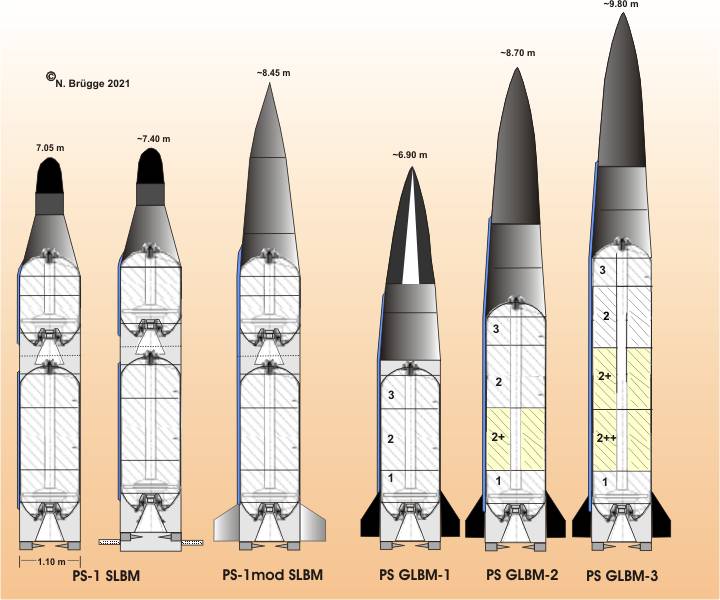 ~9.80 m
~8.70 m
~8.45 m
© N. Brügge 2021
~7.40 m
7.05 m
~6.90 m
3
2
2+
2++
1
3
2
2+
1
3
2
1
1.10 m
PS-1 SLBM
PS-1mod SLBM
PS GLBM-1
PS GLBM-2
PS GLBM-3